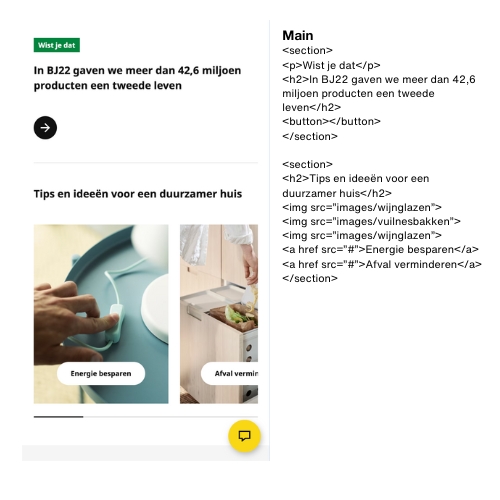 Wist je dat
In BJ22 gaven we meer dan 42,6 miljoen
producten een tweede leven
Tips en ideeën voor een duurzamer huis
Energie besparen
Afval vermin
Main
<section>
<p>Wist je dat</p>
<h2>In BJ22 gaven we meer dan 42,6
miljoen producten een tweede
leven</h2>
<button></button>
</section>
<section>
<h2>Tips en ideeën voor een
duurzamer huis</h2>
<img src="images/wijnglazen">
<img src="images/vuilnesbakken">
<img src="images/wijnglazen">
<a href="#">Energie besparen</a>
<a href="#">Afval verminderen</a>
</section>